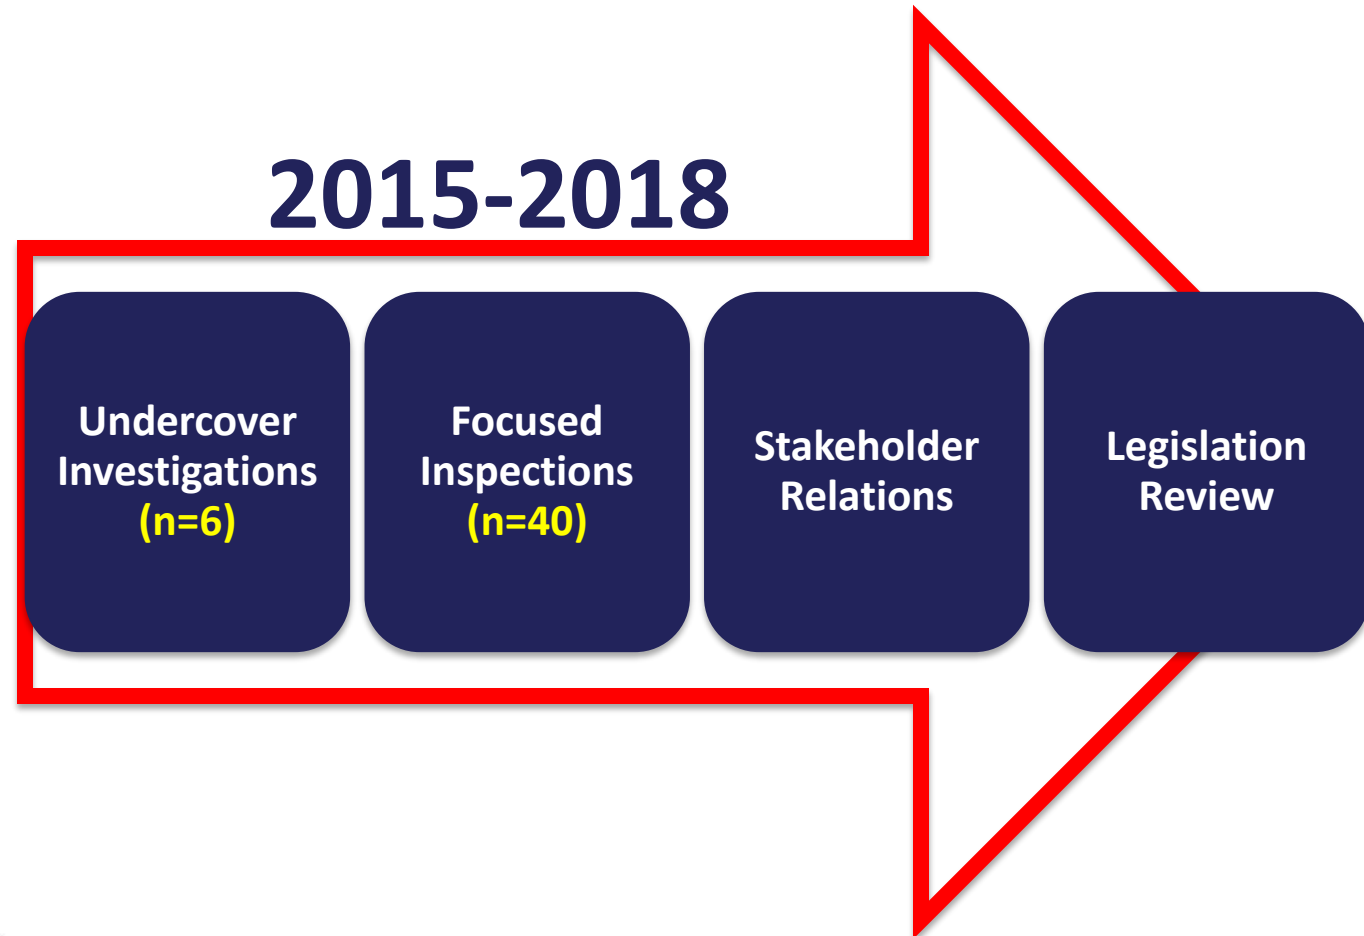 2015-2018
Undercover
Investigations
(n=6)
Focused
Inspections
(n=40)
Stakeholder
Relations
Legislation
Review